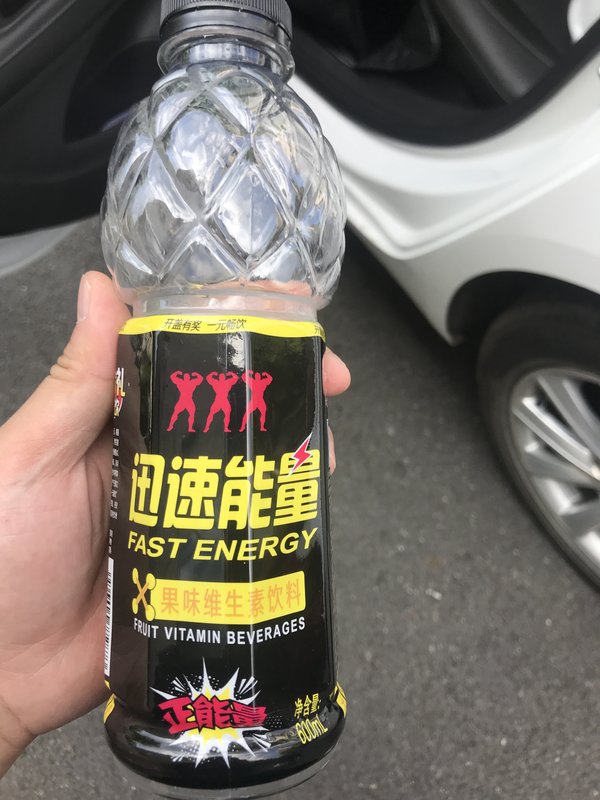 开盖有奖 一元畅饮
迅速能量
FAST ENERGY
果味维生素饮料
FRUIT VITAMIN BEVERAGES
正能量
净含量:
600mL